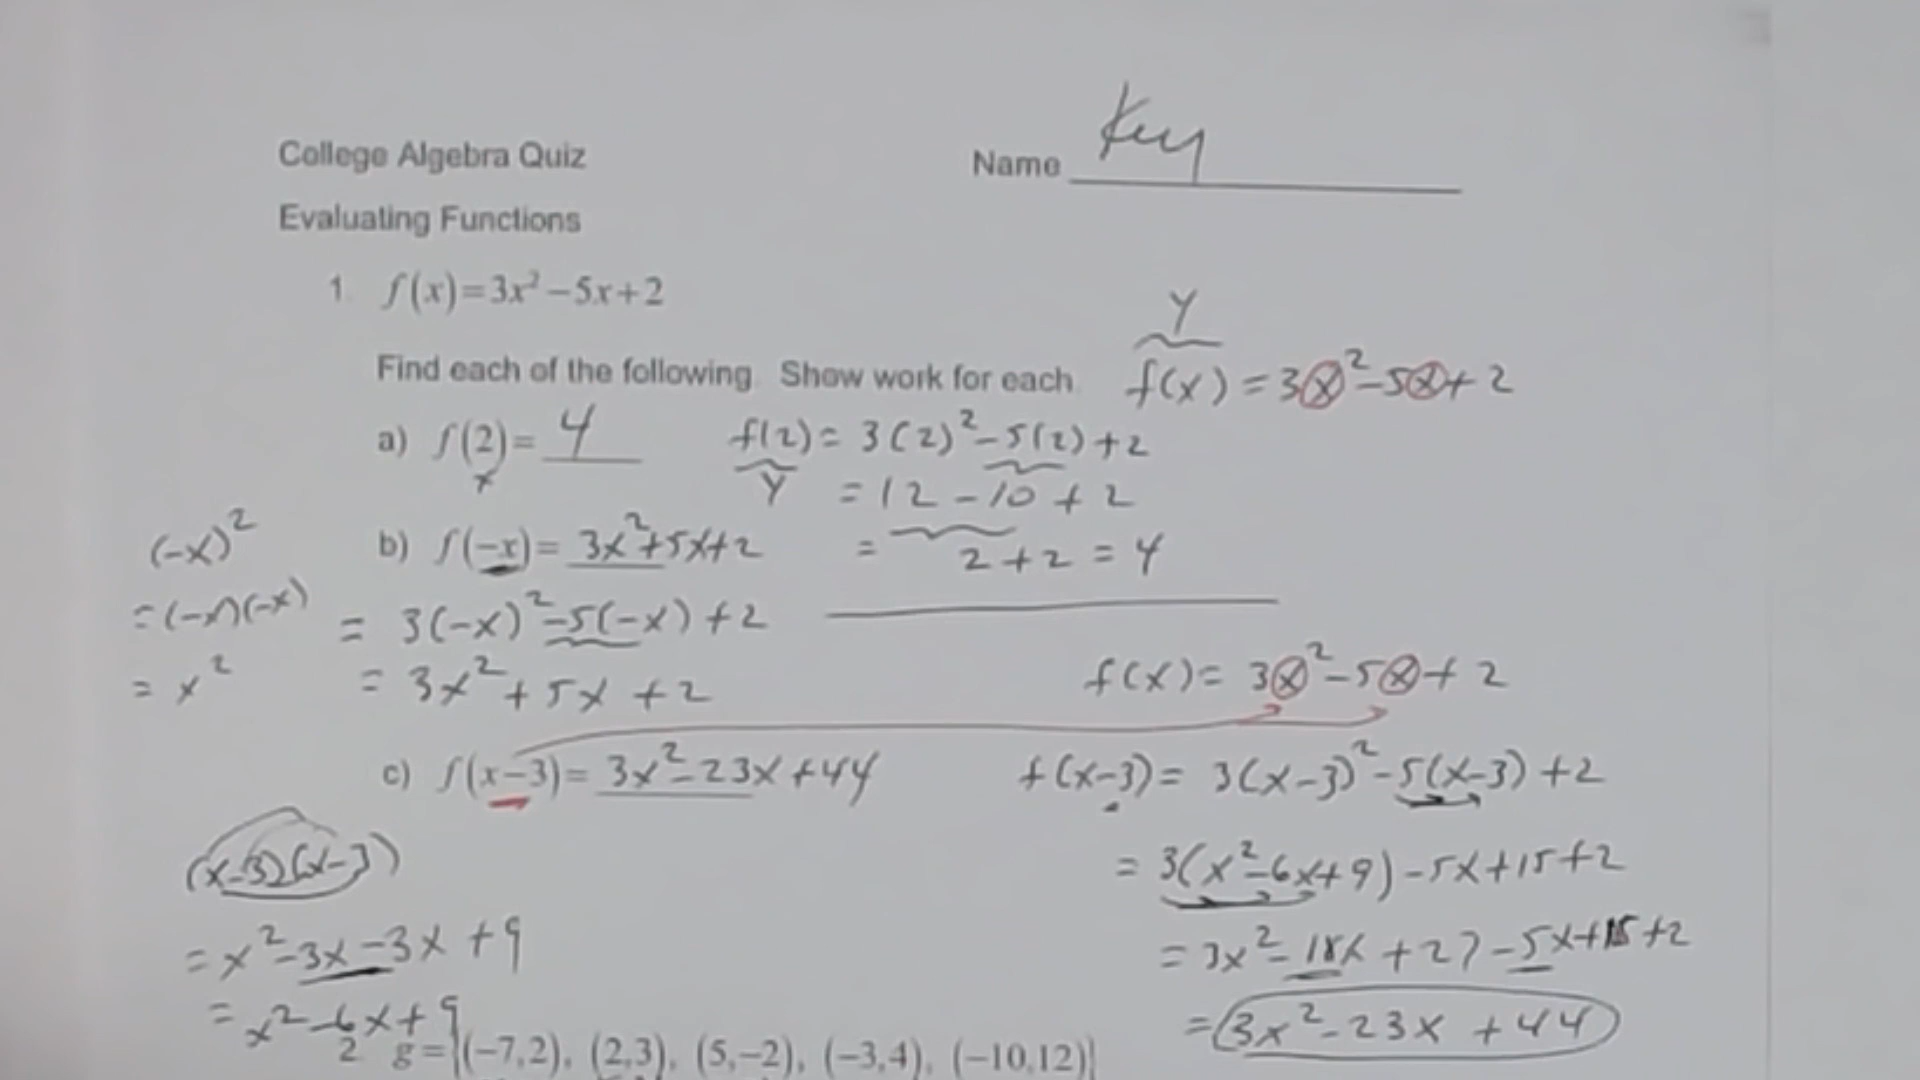 College Algebra Quiz
Name Key
Evaluating Functions
1. f(x)=3x²−5x+2
Y
Find each of the following. Show work for each.
f(x) = 3x²−5x+2
a) f(2)= 4
x
f(2) = 3(2)²−5(2)+2
Y = 12 − 10 + 2
= 2+2 = 4
b) f(−x)= 3x²+5x+2
= 3(−x)²−5(−x)+2
= 3x²+5x+2
(−x)²
=(−x)(−x)
= x²
f(x) = 3x²−5x+2
c) f(x−3)= 3x²−23x+44
f(x−3)= 3(x−3)²−5(x−3)+2
= 3(x²−6x+9)−5x+15+2
= 3x²−18x+27−5x+15+2
= 3x²−23x+44
(x−3)(x−3)
= x²−3x−3x+9
= x²−6x+9
2 g={(−7,2), (2,3), (5,−2), (−3,4), (−10,12)}